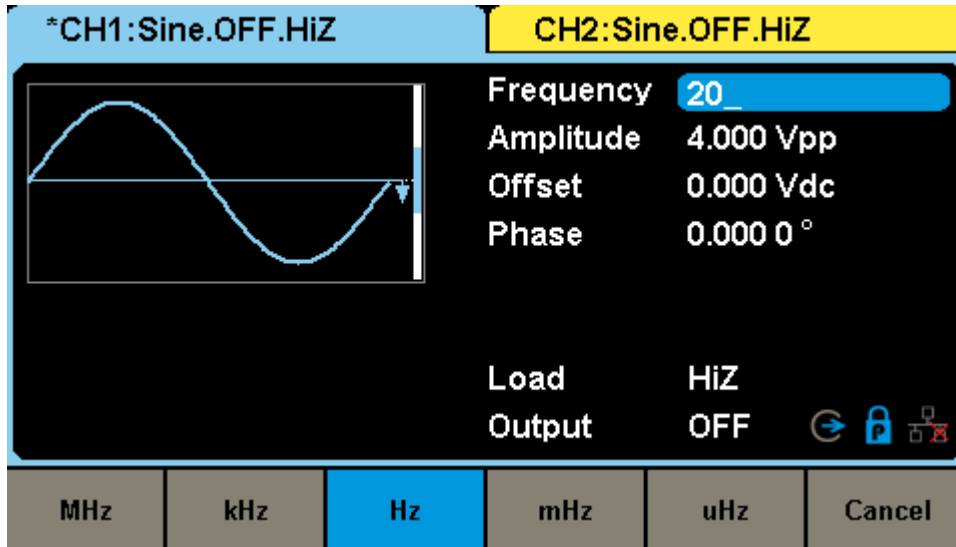 *CH1:Sine.OFF.HiZ
CH2:Sine.OFF.HiZ
Frequency 20_
Amplitude 4.000 Vpp
Offset 0.000 Vdc
Phase 0.000 0 °
Load HiZ
Output OFF
P
MHz kHz Hz mHz uHz Cancel